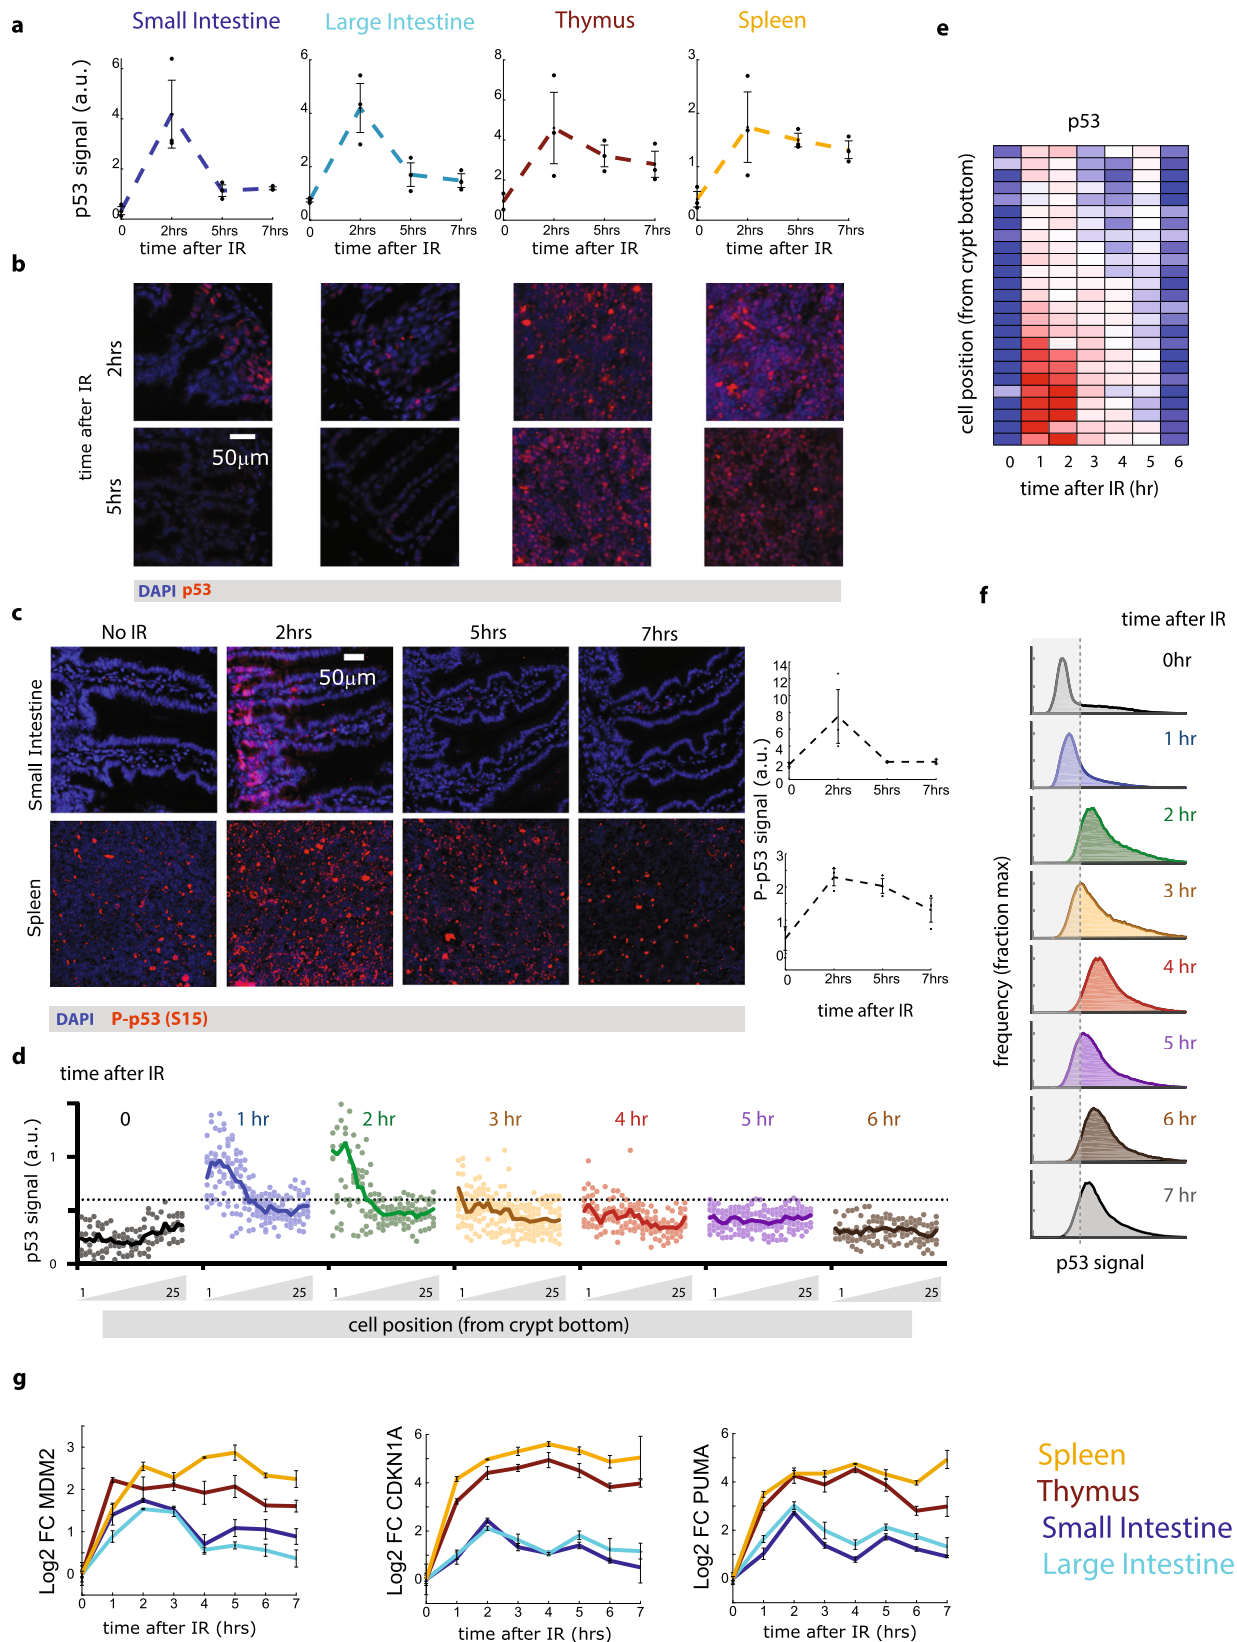 a
Small Intestine
Large Intestine
Thymus
Spleen
p53 signal (a.u.)
6
4
2
0
0 2hrs 5hrs 7hrs
time after IR
6
4
2
0
0 2hrs 5hrs 7hrs
time after IR
8
6
4
2
0
0 2hrs 5hrs 7hrs
time after IR
3
2
1
0
0 2hrs 5hrs 7hrs
time after IR
b
time after IR
2hrs
5hrs
50μm
DAPI p53
c
No IR
2hrs
5hrs
7hrs
Small Intestine
Spleen
50μm
DAPI P-p53 (S15)
P-p53 signal (a.u.)
14
12
10
8
6
4
2
0
0 2hrs 5hrs 7hrs
3
2
1
0
0 2hrs 5hrs 7hrs
time after IR
d
time after IR
p53 signal (a.u.)
1
0
0
1 hr
2 hr
3 hr
4 hr
5 hr
6 hr
1 25
1 25
1 25
1 25
1 25
1 25
1 25
cell position (from crypt bottom)
e
p53
cell position (from crypt bottom)
0 1 2 3 4 5 6
time after IR (hr)
f
time after IR
frequency (fraction max)
0hr
1 hr
2 hr
3 hr
4 hr
5 hr
6 hr
7 hr
p53 signal
g
Log2 FC MDM2
3
2
1
0
0 1 2 3 4 5 6 7
time after IR (hrs)
Log2 FC CDKN1A
6
4
2
0
0 1 2 3 4 5 6 7
time after IR (hrs)
Log2 FC PUMA
6
4
2
0
0 1 2 3 4 5 6 7
time after IR (hrs)
Spleen
Thymus
Small Intestine
Large Intestine